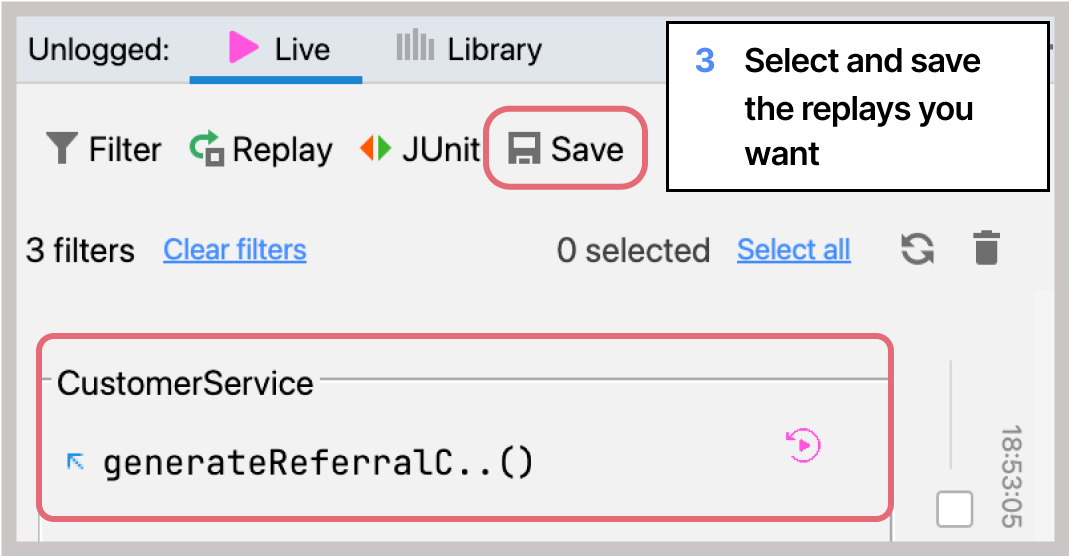 Unlogged: Live Library
3 Select and save
the replays you
want
Filter Replay JUnit Save
3 filters Clear filters 0 selected Select all
CustomerService
generateReferralC..()
18:53:05